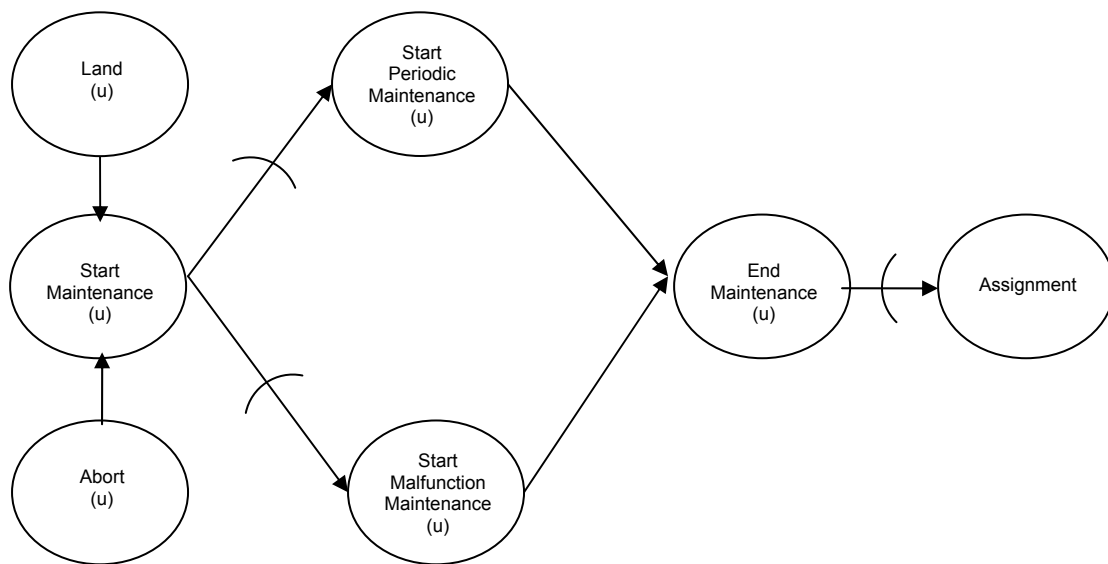 Land
(u)
Start
Periodic
Maintenance
(u)
Start
Maintenance
(u)
End
Maintenance
(u)
Assignment
Abort
(u)
Start
Malfunction
Maintenance
(u)